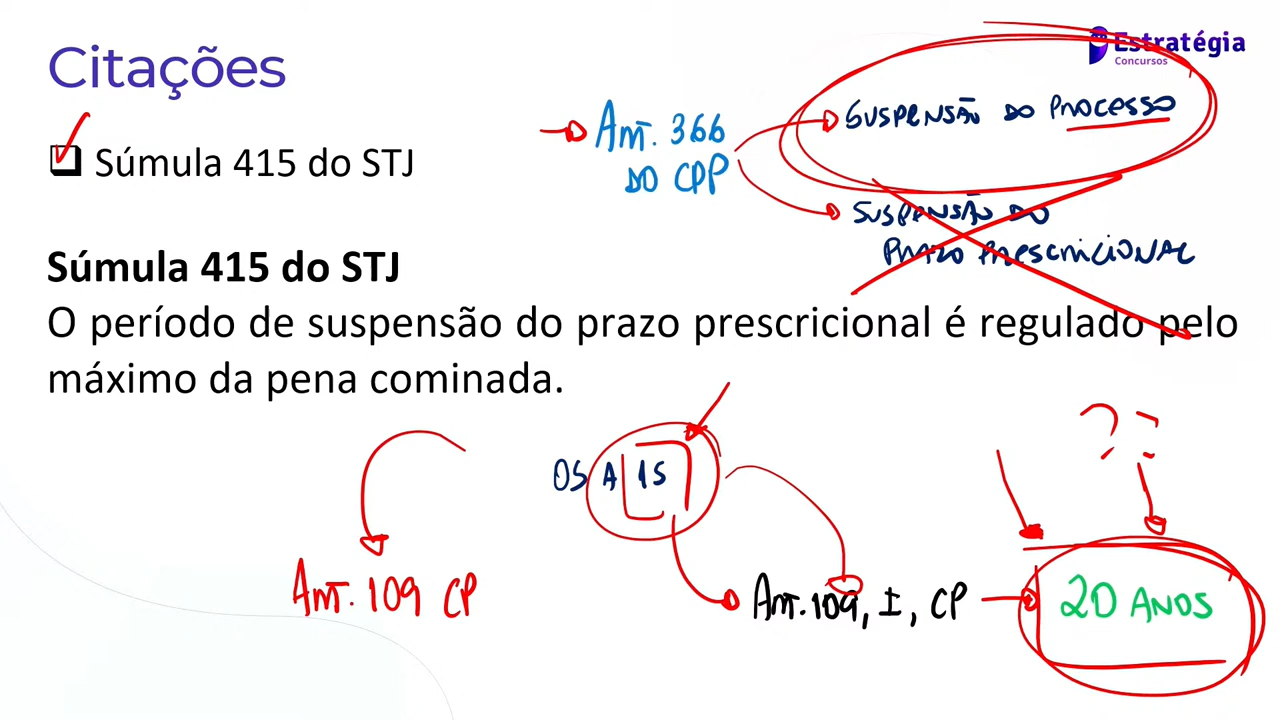 Citações
Estratégia
Concursos
Súmula 415 do STJ
ART. 366
DO CPP
SUSPENSÃO DO PROCESSO
SUSPENSÃO DO
PRAZO PRESCRICIONAL
Súmula 415 do STJ
O período de suspensão do prazo prescricional é regulado pelo
máximo da pena cominada.
??
05 A 15
ART. 109 CP
ART. 109, I, CP
20 ANOS